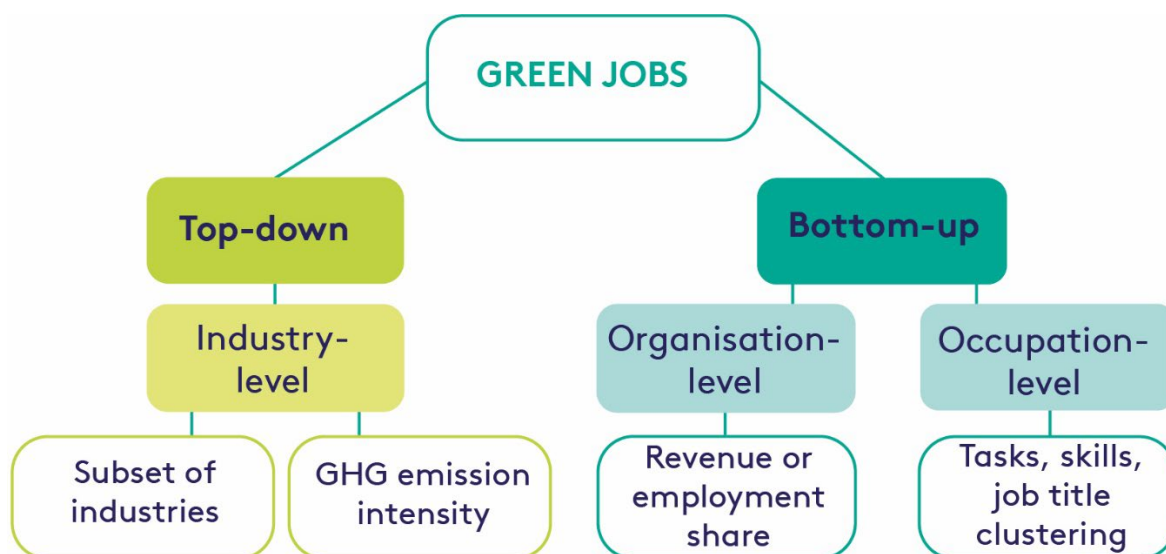 GREEN JOBS
Top-down
Bottom-up
Industry-
level
Organisation-
level
Occupation-
level
Subset of
industries
GHG emission
intensity
Revenue or
employment
share
Tasks, skills,
job title
clustering